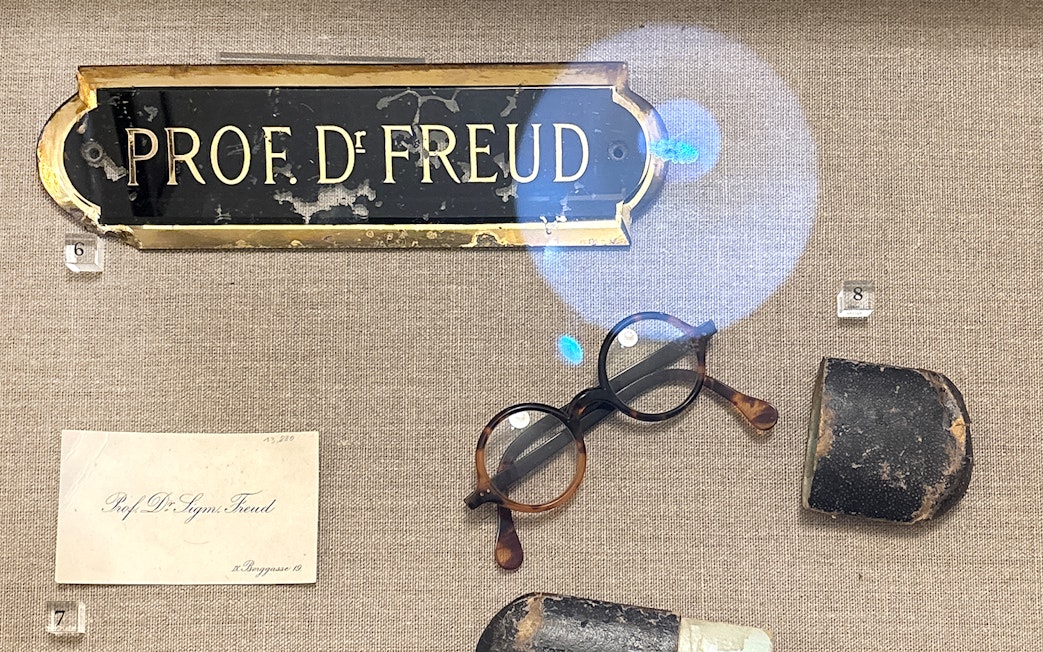 PROF. Dr FREUD
6
8
13,280
Prof. Dr. Sigm. Freud
IX. Berggasse 19.
7